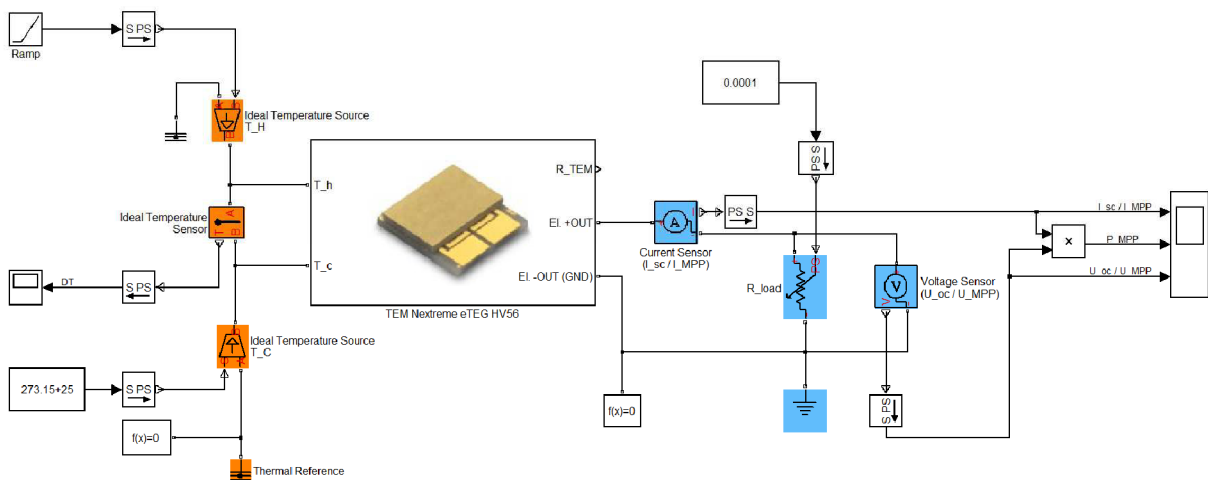 Ramp
S PS
Ideal Temperature Source
T_H
A
S
B
0.0001
PS S
T_h
R_TEM
Ideal Temperature
Sensor
A
T
B
El. +OUT
A
PS S
Current Sensor
(I_sc / I_MPP)
I_sc / I_MPP
x
P_MPP
U_oc / U_MPP
DT
S PS
T_c
El. -OUT (GND)
TEM Nextreme eTEG HV56
R_load
PS
V
V
Voltage Sensor
(U_oc / U_MPP)
Ideal Temperature Source
T_C
B
S
A
273.15+25
S PS
f(x)=0
f(x)=0
S PS
Thermal Reference